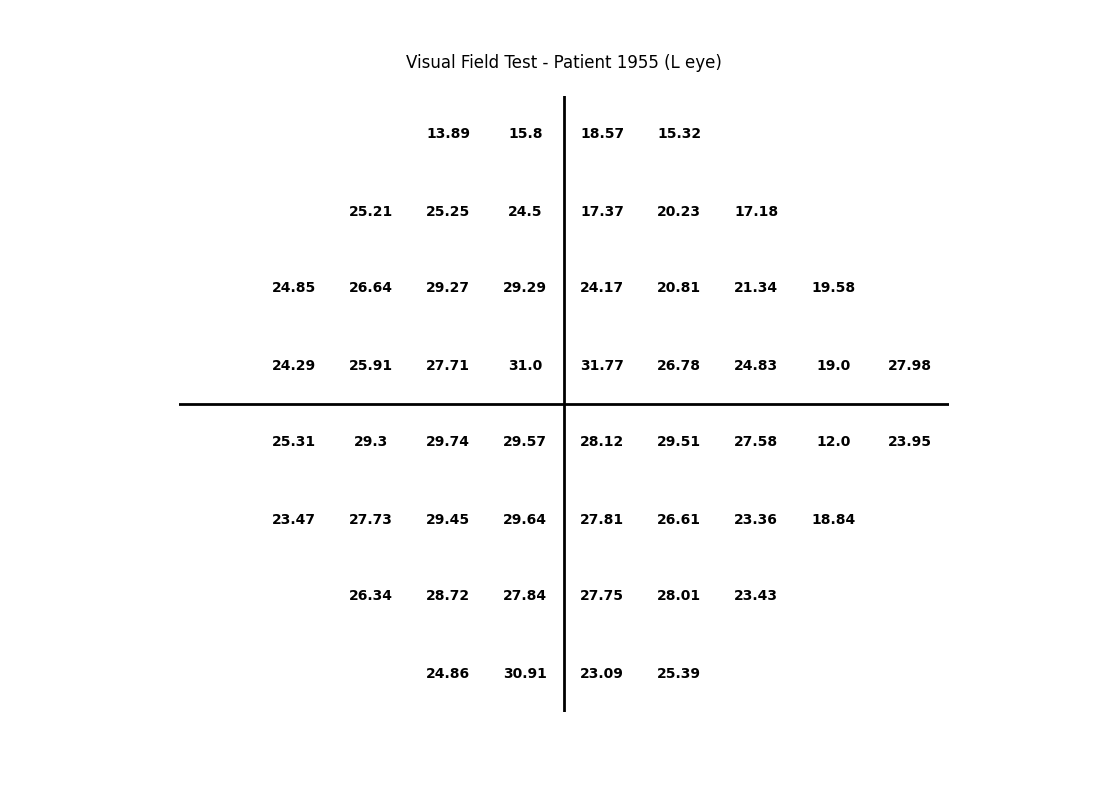 Visual Field Test - Patient 1955 (L eye)
13.89 15.8 18.57 15.32
25.21 25.25 24.5 17.37 20.23 17.18
24.85 26.64 29.27 29.29 24.17 20.81 21.34 19.58
24.29 25.91 27.71 31.0 31.77 26.78 24.83 19.0 27.98
25.31 29.3 29.74 29.57 28.12 29.51 27.58 12.0 23.95
23.47 27.73 29.45 29.64 27.81 26.61 23.36 18.84
26.34 28.72 27.84 27.75 28.01 23.43
24.86 30.91 23.09 25.39